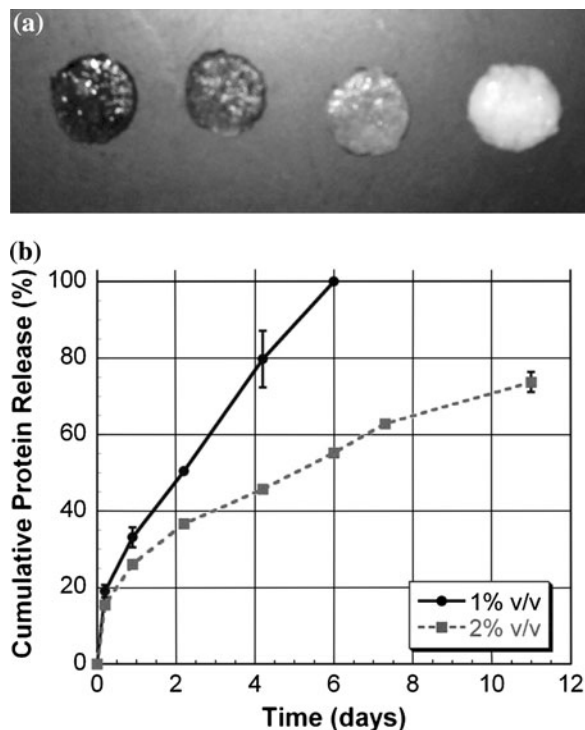 (a)
(b)
Cumulative Protein Release (%)
100
80
60
40
20
0
0 2 4 6 8 10 12
Time (days)
1% v/v
2% v/v